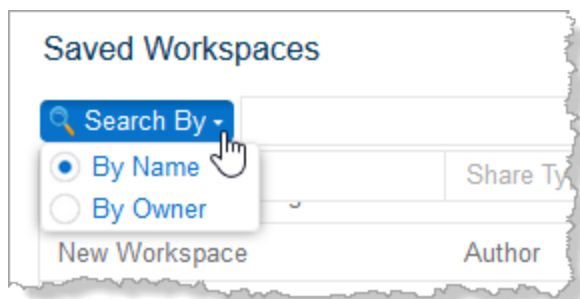 Saved Workspaces
Search By
By Name
Share Ty
By Owner
New Workspace Author